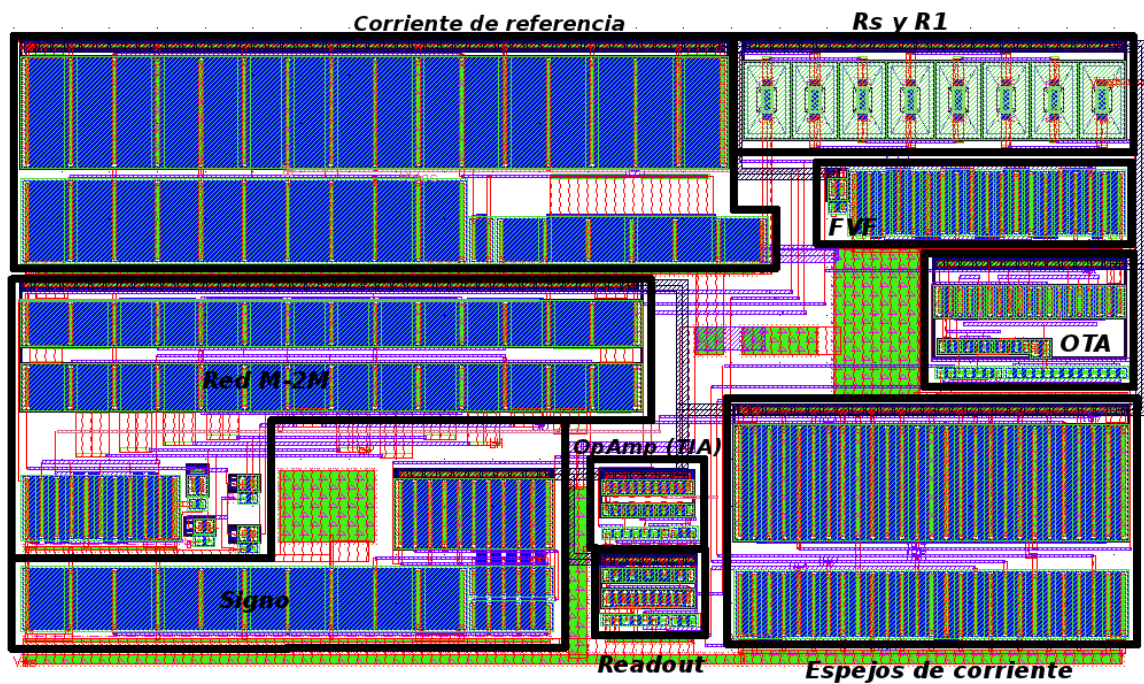 Corriente de referencia
Rs y R1
FVF
OTA
Red M-2M
OpAmp (TIA)
Signo
Readout
Espejos de corriente